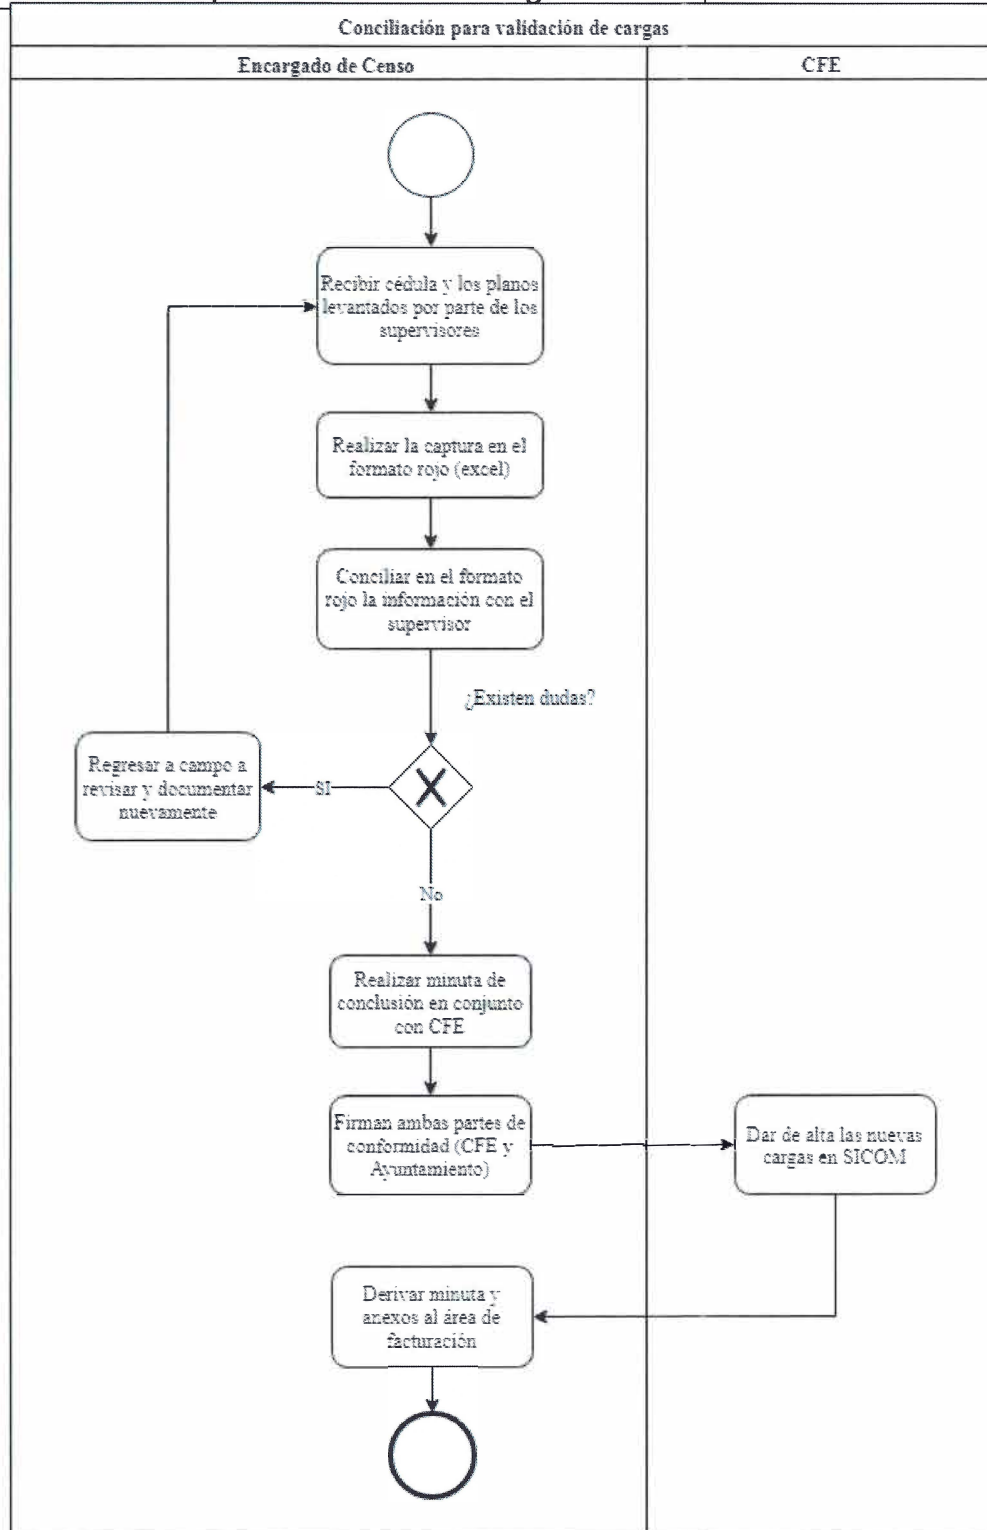 Conciliación para validación de cargas
Encargado de Censo
CFE
Recibir cédula y los planos
levantados por parte de los
supervisores
Realizar la captura en el
formato rojo (excel)
Conciliar en el formato
rojo la información con el
supervisor
¿Existen dudas?
Regresar a campo a
revisar y documentar
nuevamente
SI
No
Realizar minuta de
conclusión en conjunto
con CFE
Firman ambas partes de
conformidad (CFE y
Ayuntamiento)
Dar de alta las nuevas
cargas en SICOM
Derivar minuta y
anexos al área de
facturación